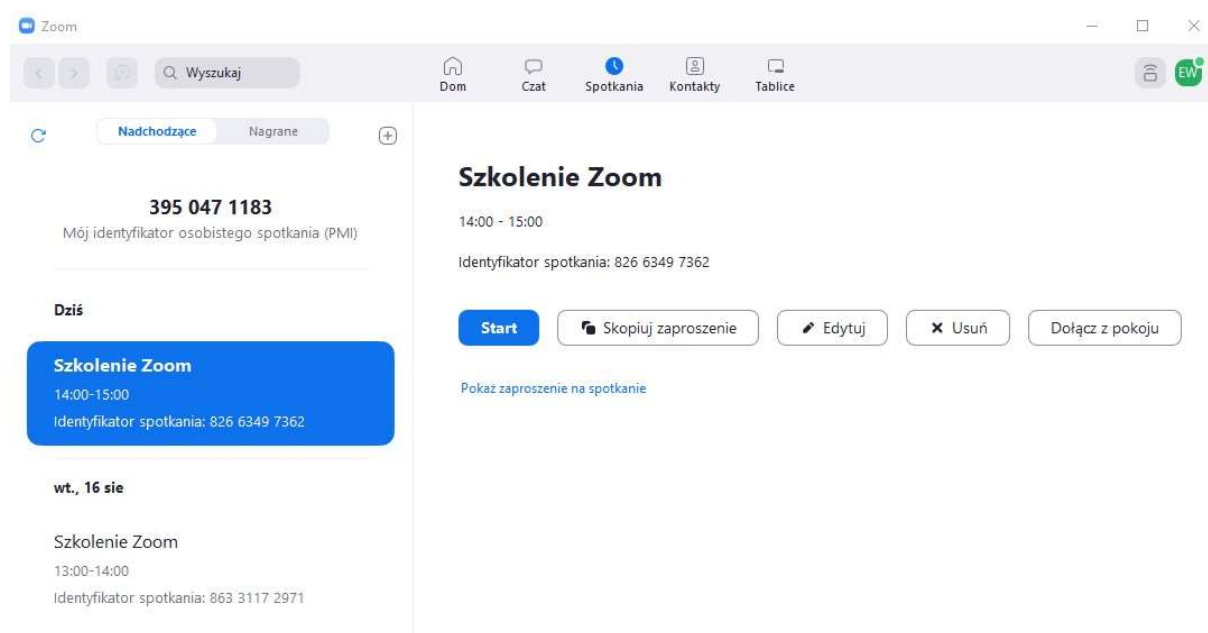 Zoom
Wyszukaj
Dom Czat Spotkania Kontakty Tablice
EW
Nadchodzące Nagrane
395 047 1183
Mój identyfikator osobistego spotkania (PMI)
Dziś
Szkolenie Zoom
14:00-15:00
Identyfikator spotkania: 826 6349 7362
wt., 16 sie
Szkolenie Zoom
13:00-14:00
Identyfikator spotkania: 863 3117 2971
Szkolenie Zoom
14:00 - 15:00
Identyfikator spotkania: 826 6349 7362
Start Skopiuj zaproszenie Edytuj Usuń Dołącz z pokoju
Pokaż zaproszenie na spotkanie